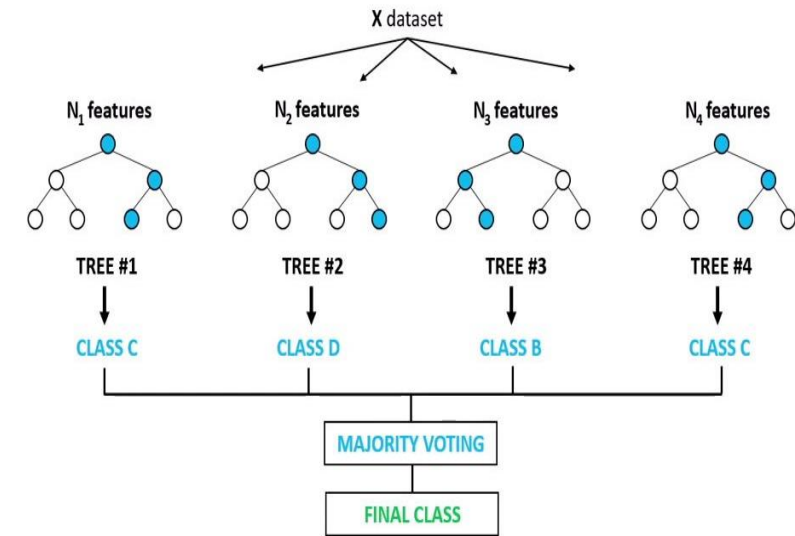 X dataset
N₁ features N₂ features N₃ features N₄ features
TREE #1 TREE #2 TREE #3 TREE #4
CLASS C CLASS D CLASS B CLASS C
MAJORITY VOTING
FINAL CLASS